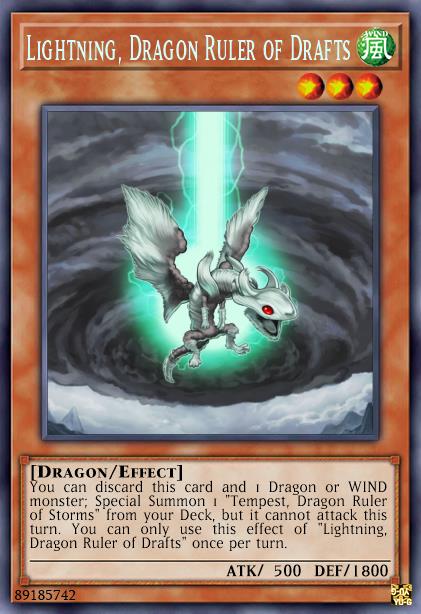 Lightning, Dragon Ruler of Drafts
WIND
風
[Dragon/Effect]
You can discard this card and 1 Dragon or WIND
monster; Special Summon 1 "Tempest, Dragon Ruler
of Storms" from your Deck, but it cannot attack this
turn. You can only use this effect of "Lightning,
Dragon Ruler of Drafts" once per turn.
ATK/ 500 DEF/1800
89185742